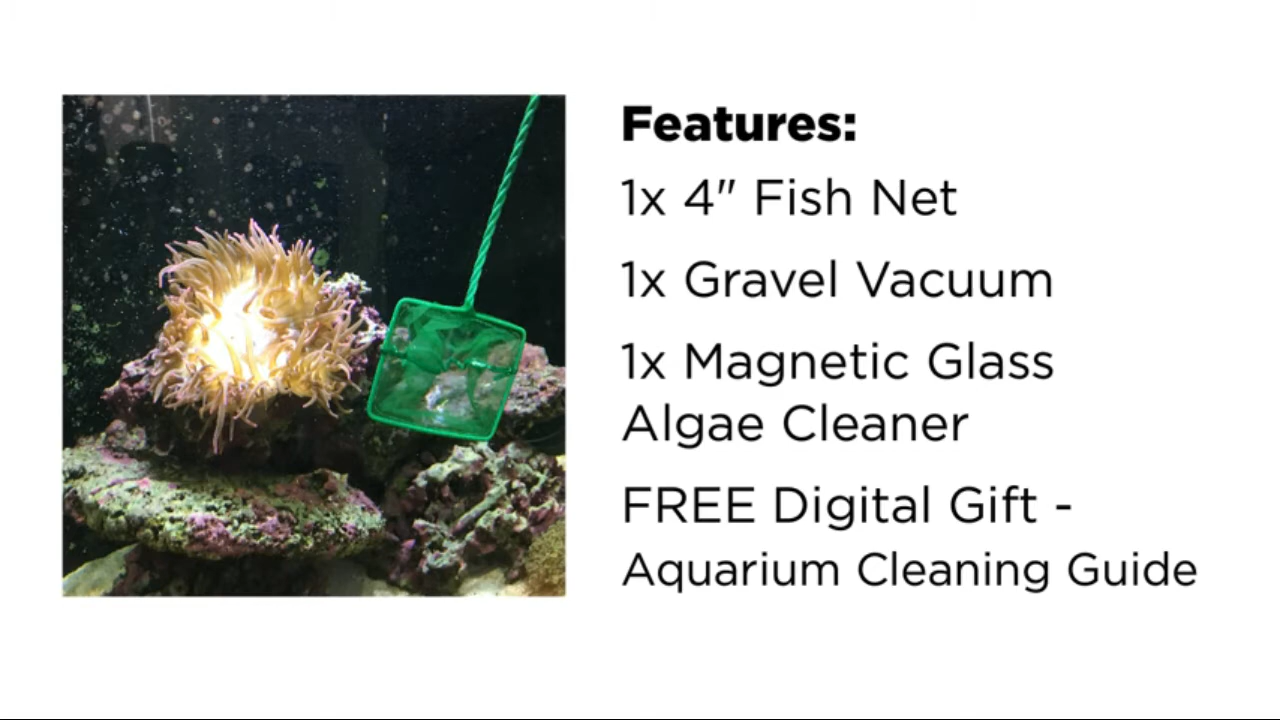 Features:
1x 4" Fish Net
1x Gravel Vacuum
1x Magnetic Glass
Algae Cleaner
FREE Digital Gift -
Aquarium Cleaning Guide